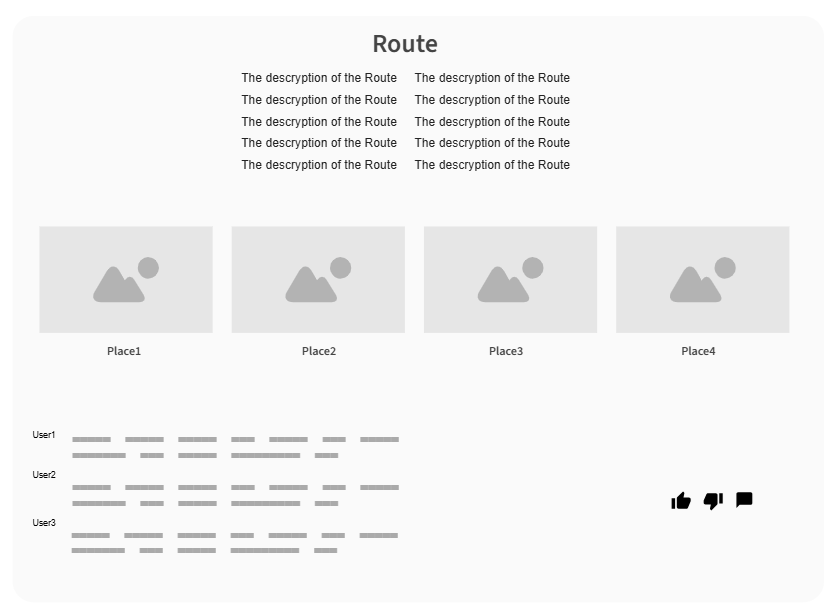 Route
The descryption of the Route The descryption of the Route
The descryption of the Route The descryption of the Route
The descryption of the Route The descryption of the Route
The descryption of the Route The descryption of the Route
The descryption of the Route The descryption of the Route
Place1 Place2 Place3 Place4
User1
User2
User3